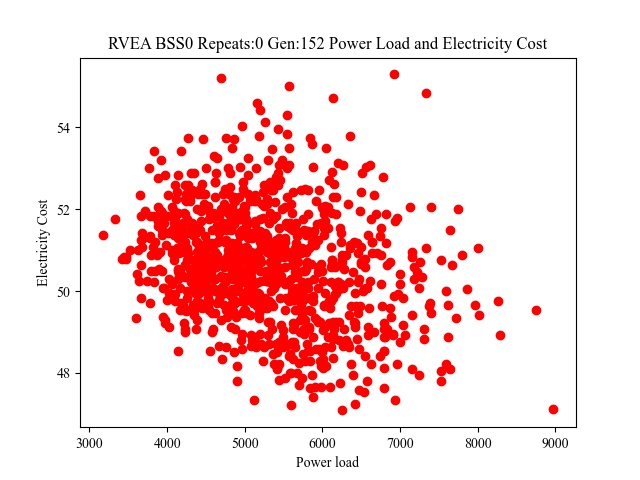 RVEA BSS0 Repeats:0 Gen:152 Power Load and Electricity Cost
Electricity Cost
54
52
50
48
3000 4000 5000 6000 7000 8000 9000
Power load